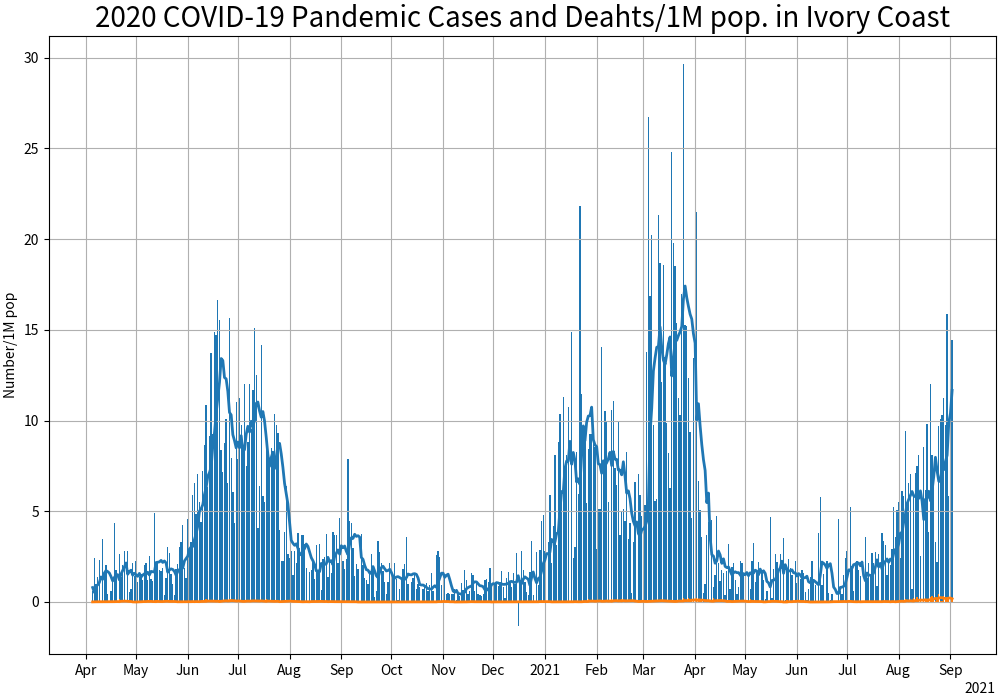 2020 COVID-19 Pandemic Cases and Deahts/1M pop. in Ivory Coast
Number/1M pop
30
25
20
15
10
5
0
Apr May Jun Jul Aug Sep Oct Nov Dec 2021 Feb Mar Apr May Jun Jul Aug Sep
2021